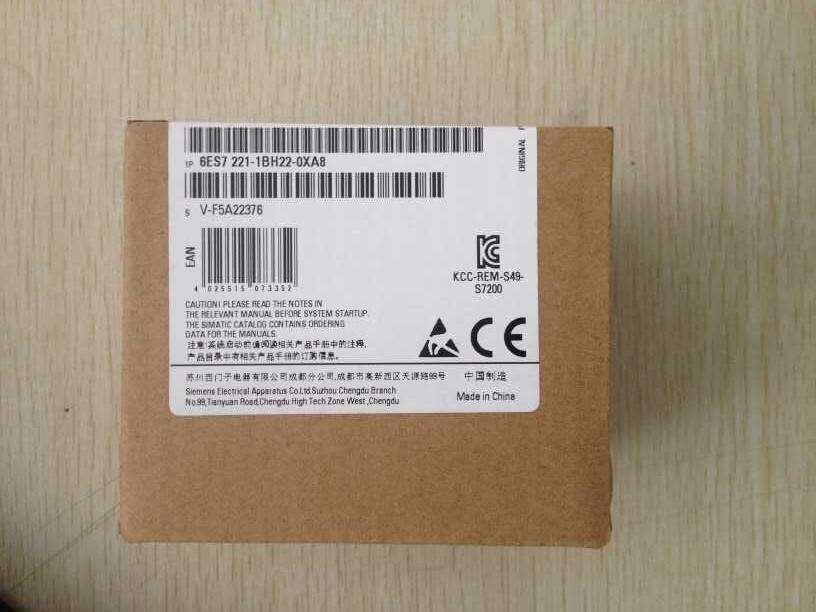 ORIGINAL
1P 6ES7 221-1BH22-0XA8
S V-F5A22376
EAN
4 025515 073352
KCC-REM-S49-
S7200
CAUTION! PLEASE READ THE NOTES IN
THE RELEVANT MANUAL BEFORE SYSTEM STARTUP.
THE SIMATIC CATALOG CONTAINS ORDERING
DATA FOR THE MANUALS.
注意:系统启动前请阅读相关产品手册中的注释,
产品目录中有相关产品手册的订购信息。
CE
苏州西门子电器有限公司成都分公司,成都市高新西区天源路99号 中国制造
Siemens Electrical Apparatus Co.Ltd.Suzhou Chengdu Branch
No.99,Tianyuan Road,Chengdu High Tech Zone West ,Chengdu
Made in China